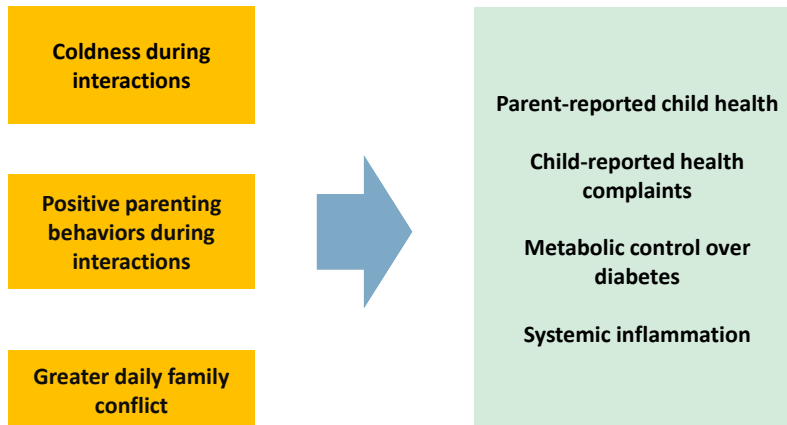 Coldness during
interactions
Positive parenting
behaviors during
interactions
Greater daily family
conflict
Parent-reported child health
Child-reported health
complaints
Metabolic control over
diabetes
Systemic inflammation